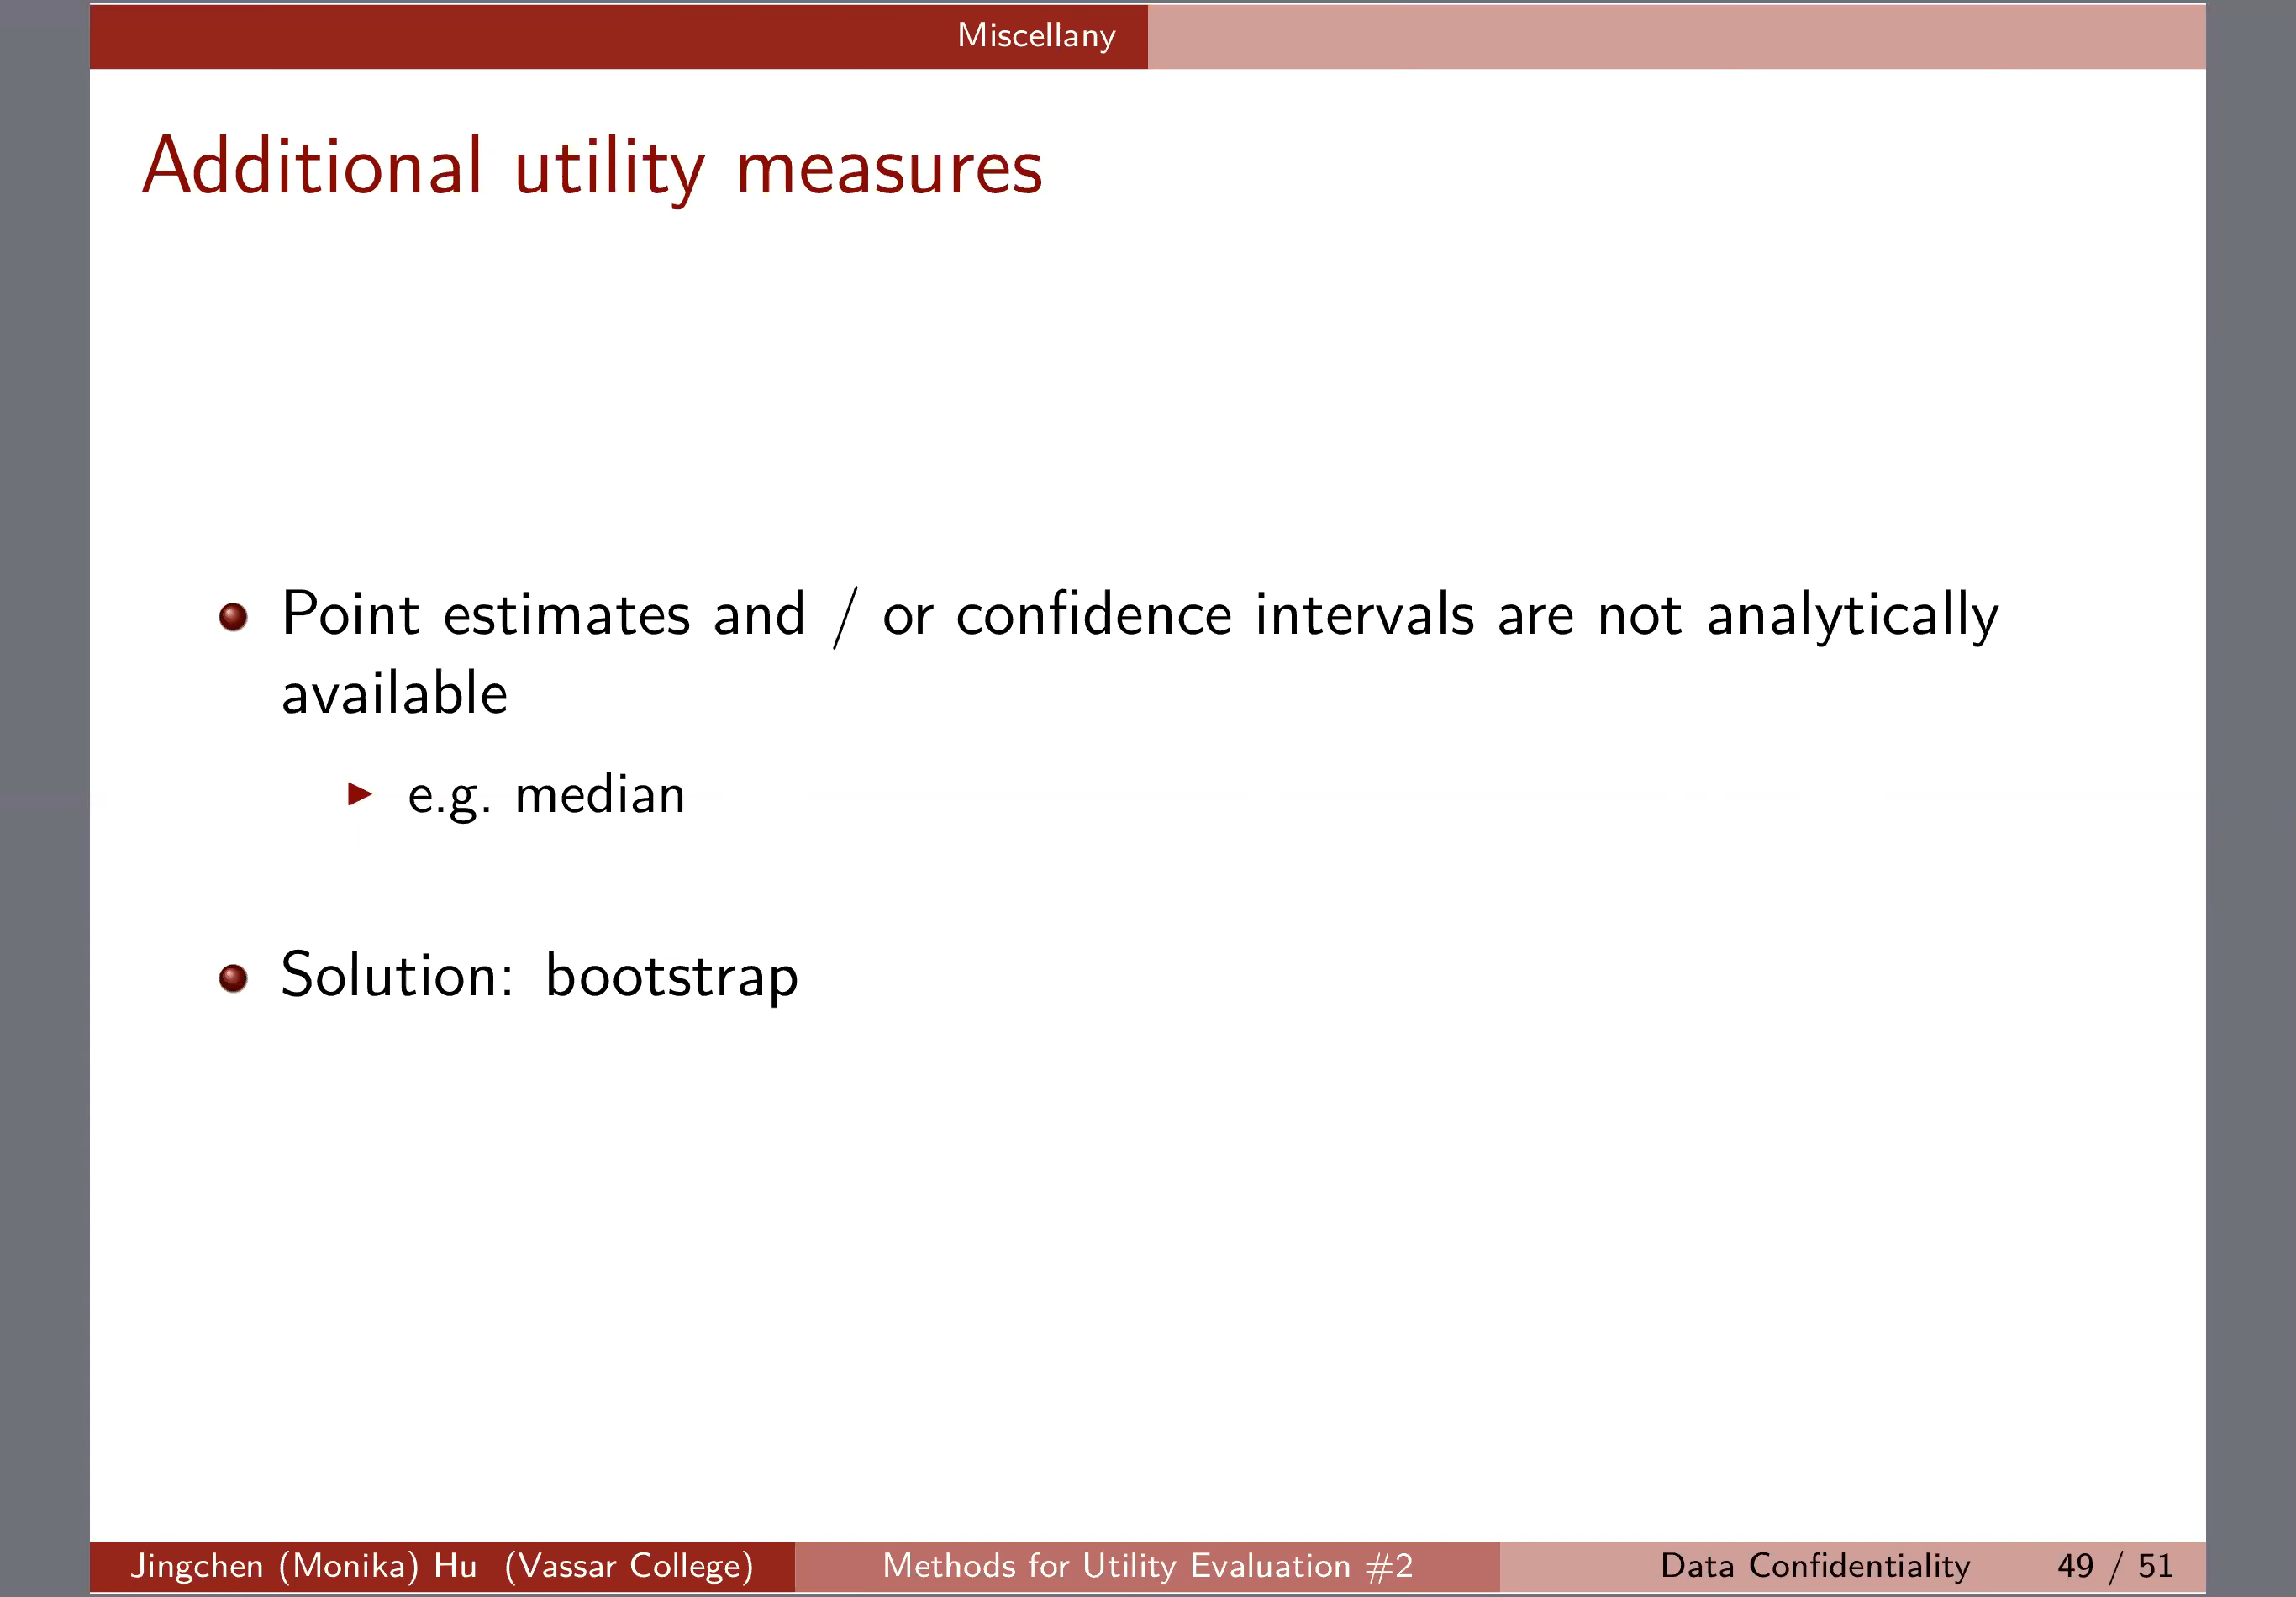 Miscellany
Additional utility measures
Point estimates and / or confidence intervals are not analytically
available
e.g. median
Solution: bootstrap
Jingchen (Monika) Hu (Vassar College) Methods for Utility Evaluation #2 Data Confidentiality 49 / 51